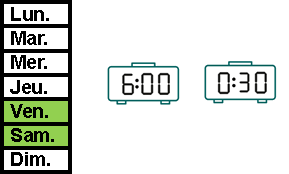 Lun.
Mar.
Mer.
Jeu.
Ven.
Sam.
Dim.
6:00
0:30